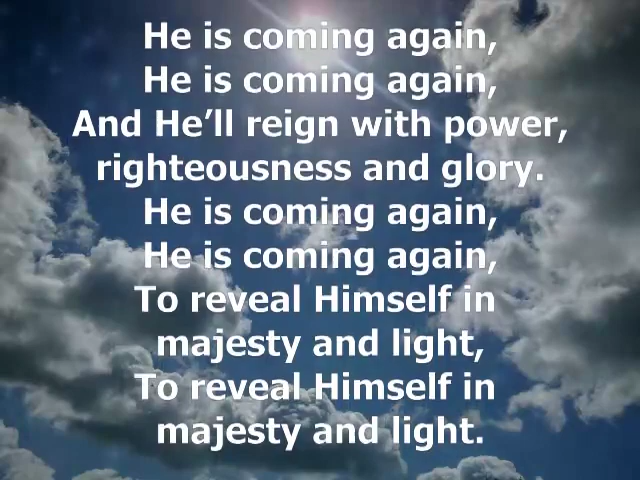 He is coming again,
He is coming again,
And He’ll reign with power,
righteousness and glory.
He is coming again,
He is coming again,
To reveal Himself in
majesty and light,
To reveal Himself in
majesty and light.